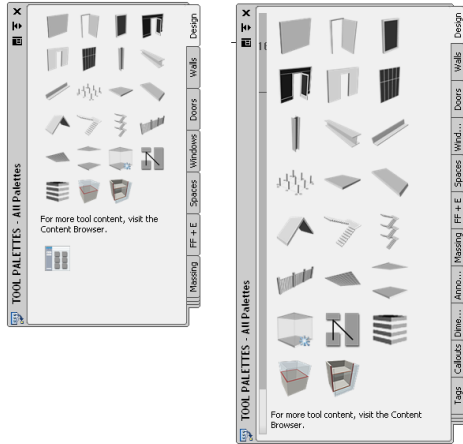 Design
Walls
Doors
Windows
Spaces
FF + E
Massing
TOOL PALETTES - All Palettes
For more tool content, visit the
Content Browser.
Design
Walls
Doors
Wind...
Spaces
FF + E
Massing
Anno...
Dime...
Callouts
Tags
TOOL PALETTES - All Palettes
For more tool content, visit the Content
Browser.